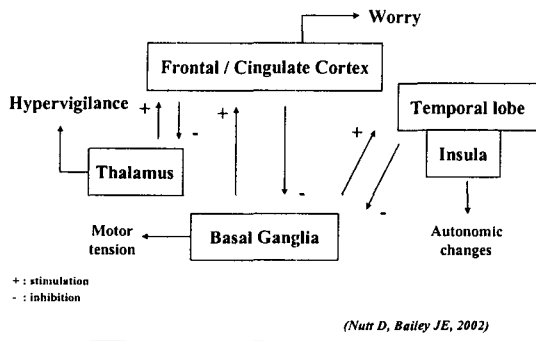 Worry
Frontal / Cingulate Cortex
Hypervigilance
+
-
+
-
+
-
Temporal lobe
Insula
Thalamus
Motor
tension
Basal Ganglia
Autonomic
changes
+ : stimulation
- : inhibition
(Nutt D, Bailey JE, 2002)